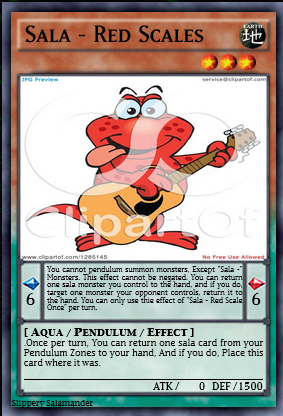 Sala - Red Scales
EARTH
地
JPG Preview
service@clipartof.com
ClipartOf
www.clipartof.com/1285145
No Free Use Allowed
You cannot pendulum summon monsters, Except "Sala -"
Monsters. This effect cannot be negated. You can return
one sala monster you control to the hand, and if you do,
target one monster your opponent controls, return it to
the hand. You can only use this effect of "Sala - Red Scale
Once" per turn.
6
6
[ Aqua / Pendulum / Effect ]
.Once per Turn, You can return one sala card from your
Pendulum Zones to your hand, And if you do, Place this
card where it was.
ATK / 0 DEF /1500
Slippery Salamander